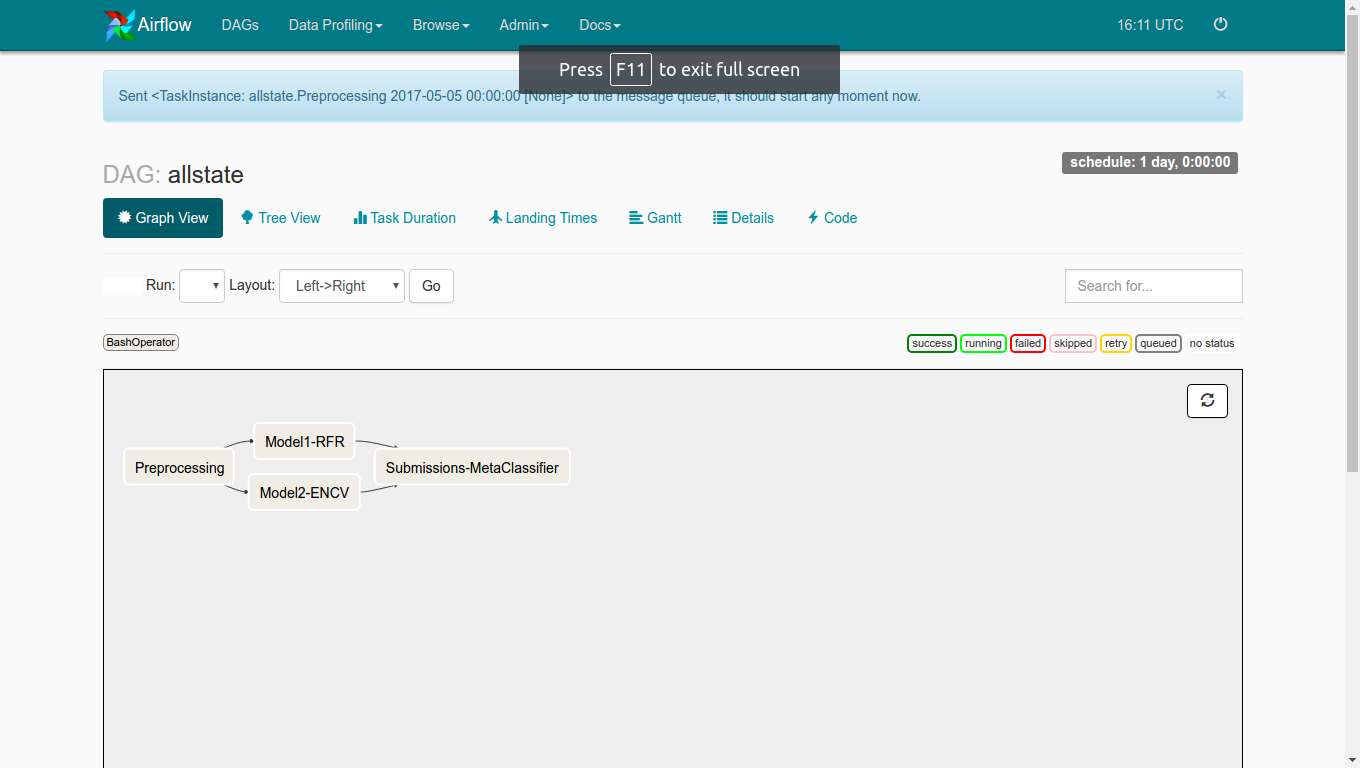 Airflow DAGs Data Profiling Browse Admin Docs 16:11 UTC
Press F11 to exit full screen
Sent <TaskInstance: allstate.Preprocessing 2017-05-05 00:00:00 [None]> to the message queue, it should start any moment now. ×
schedule: 1 day, 0:00:00
DAG: allstate
Graph View Tree View Task Duration Landing Times Gantt Details Code
Run: Layout: Left->Right Go Search for...
BashOperator success running failed skipped retry queued no status
Model1-RFR
Preprocessing Submissions-MetaClassifier
Model2-ENCV